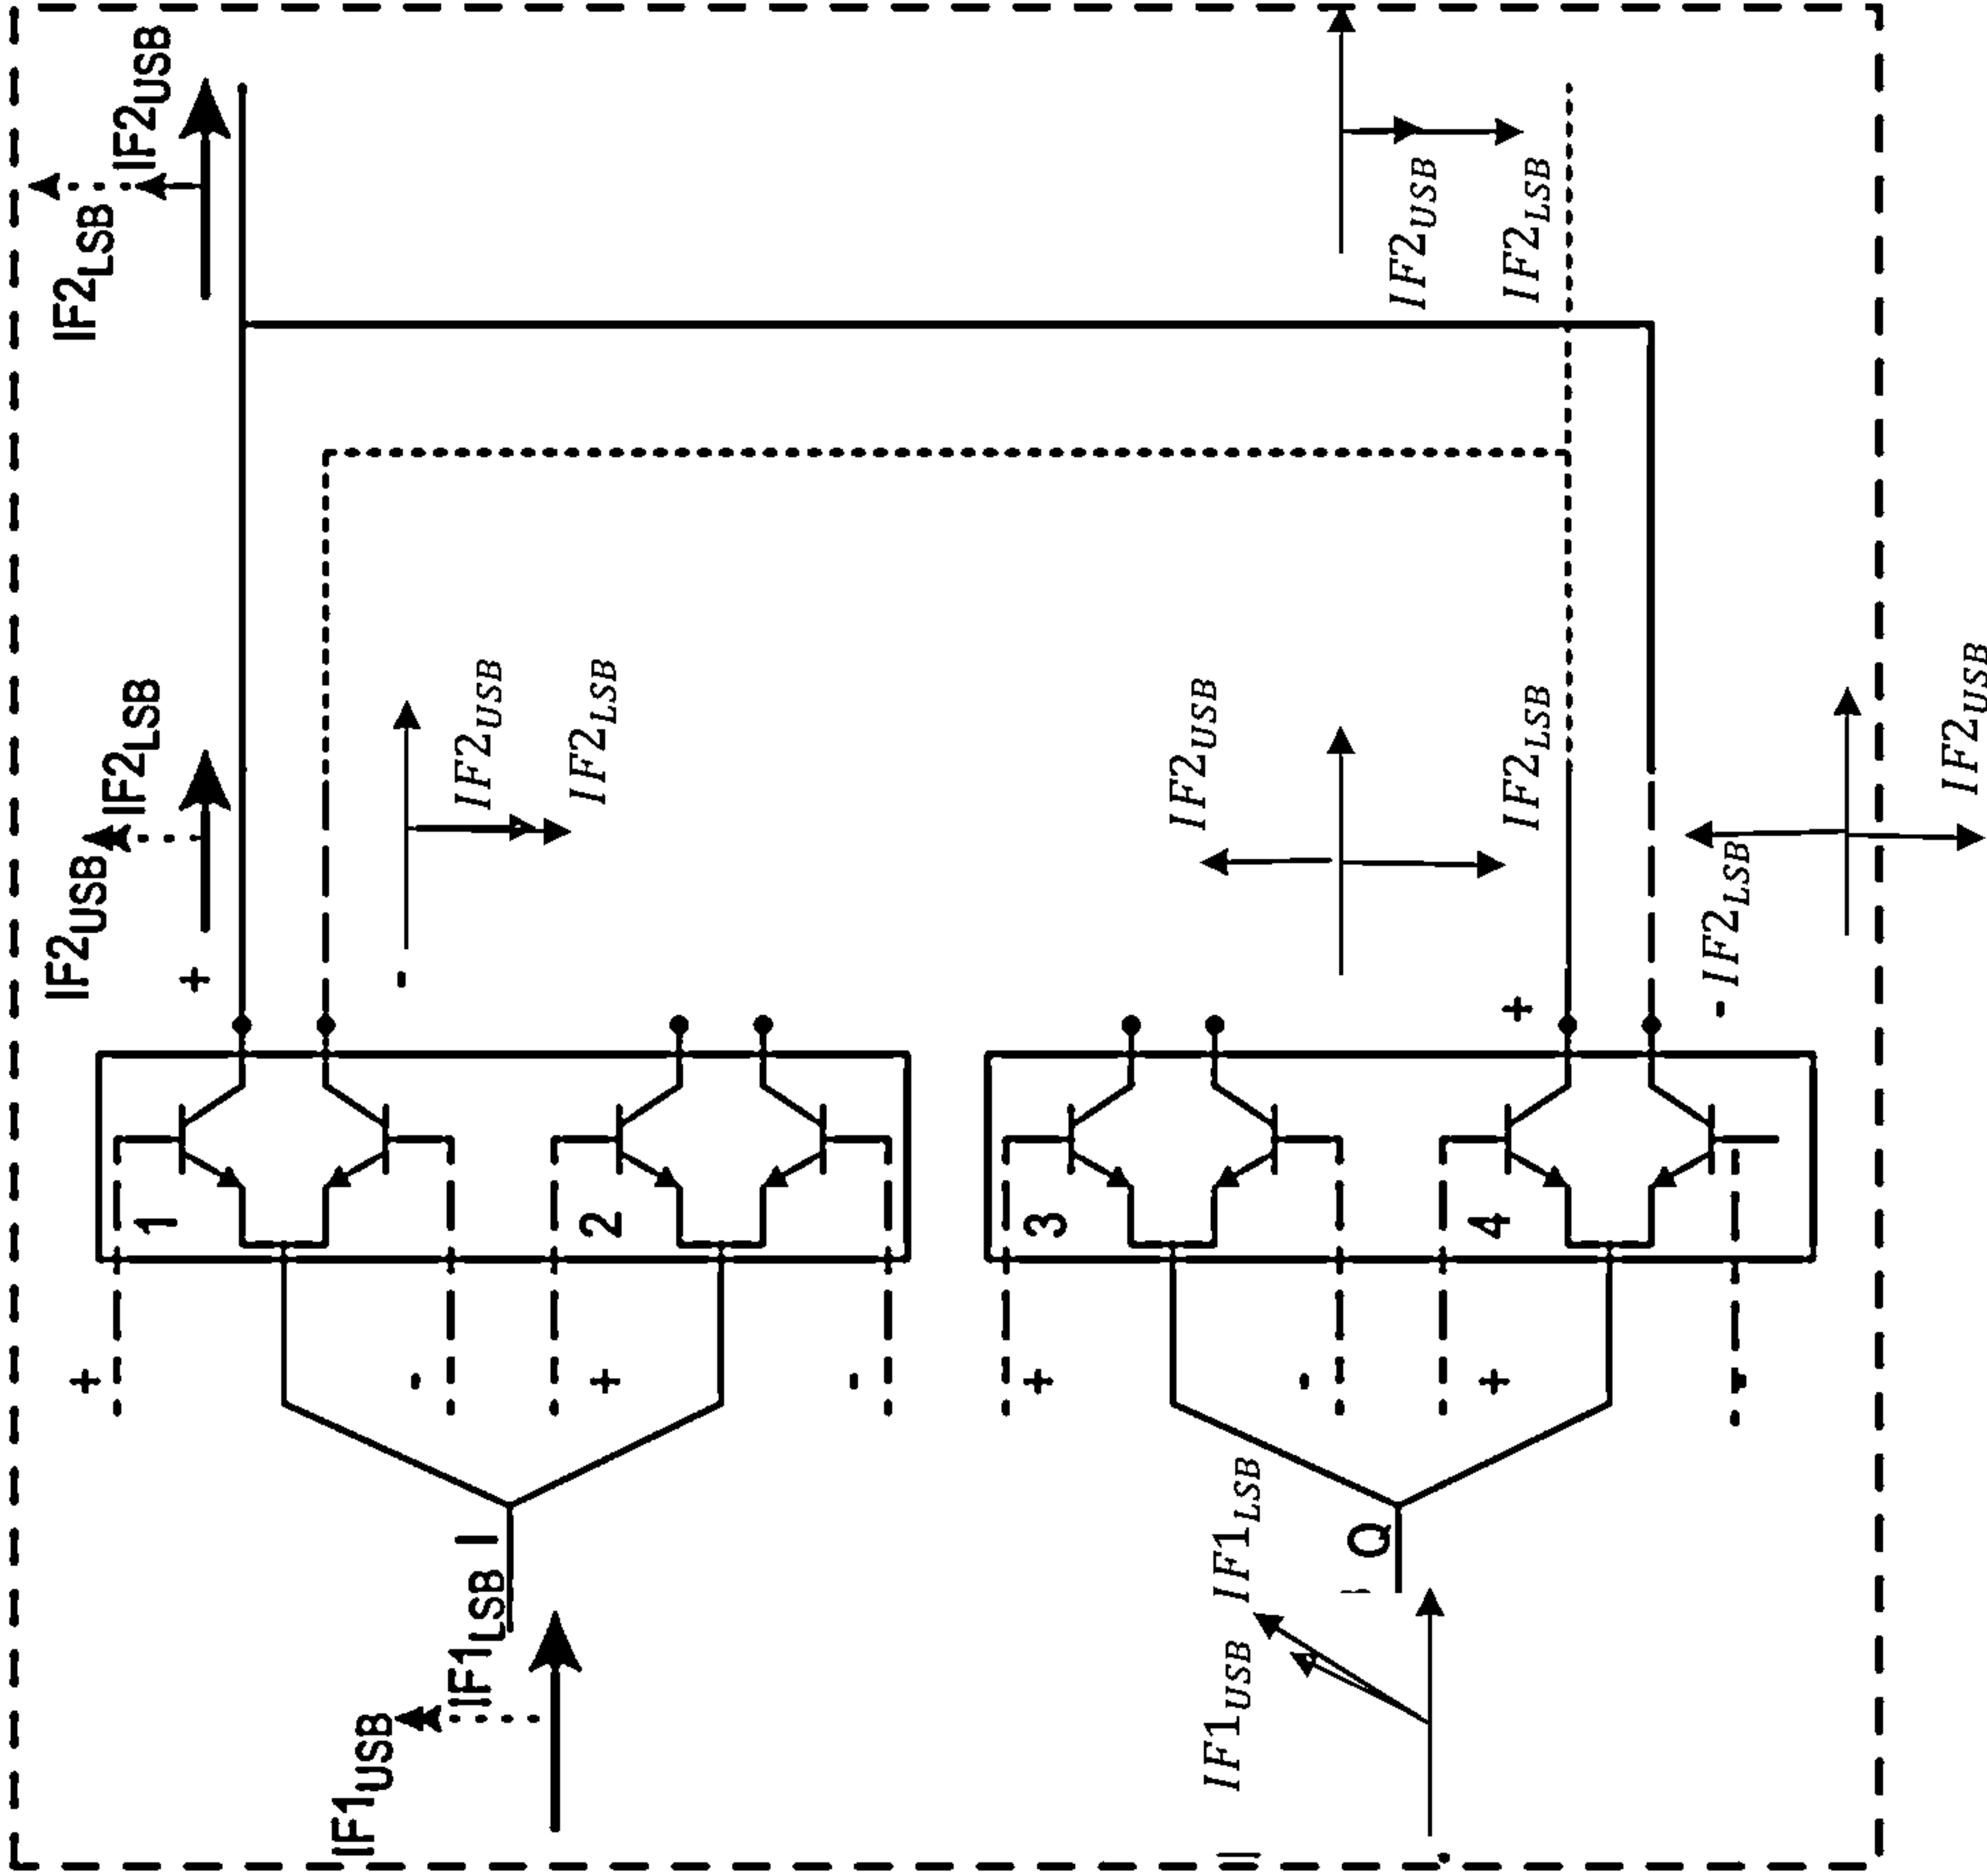 IF1USB
IF1LSB
I
+
-
+
-
1
2
+
-
IF2USB
IF2LSB
IF2USB
IF2LSB
IF2LSB
IF2USB
IF1USB
IF1LSB
Q
+
-
+
-
3
4
+
-
IF2USB
IF2LSB
IF2LSB
IF2USB
IF2USB
IF2LSB